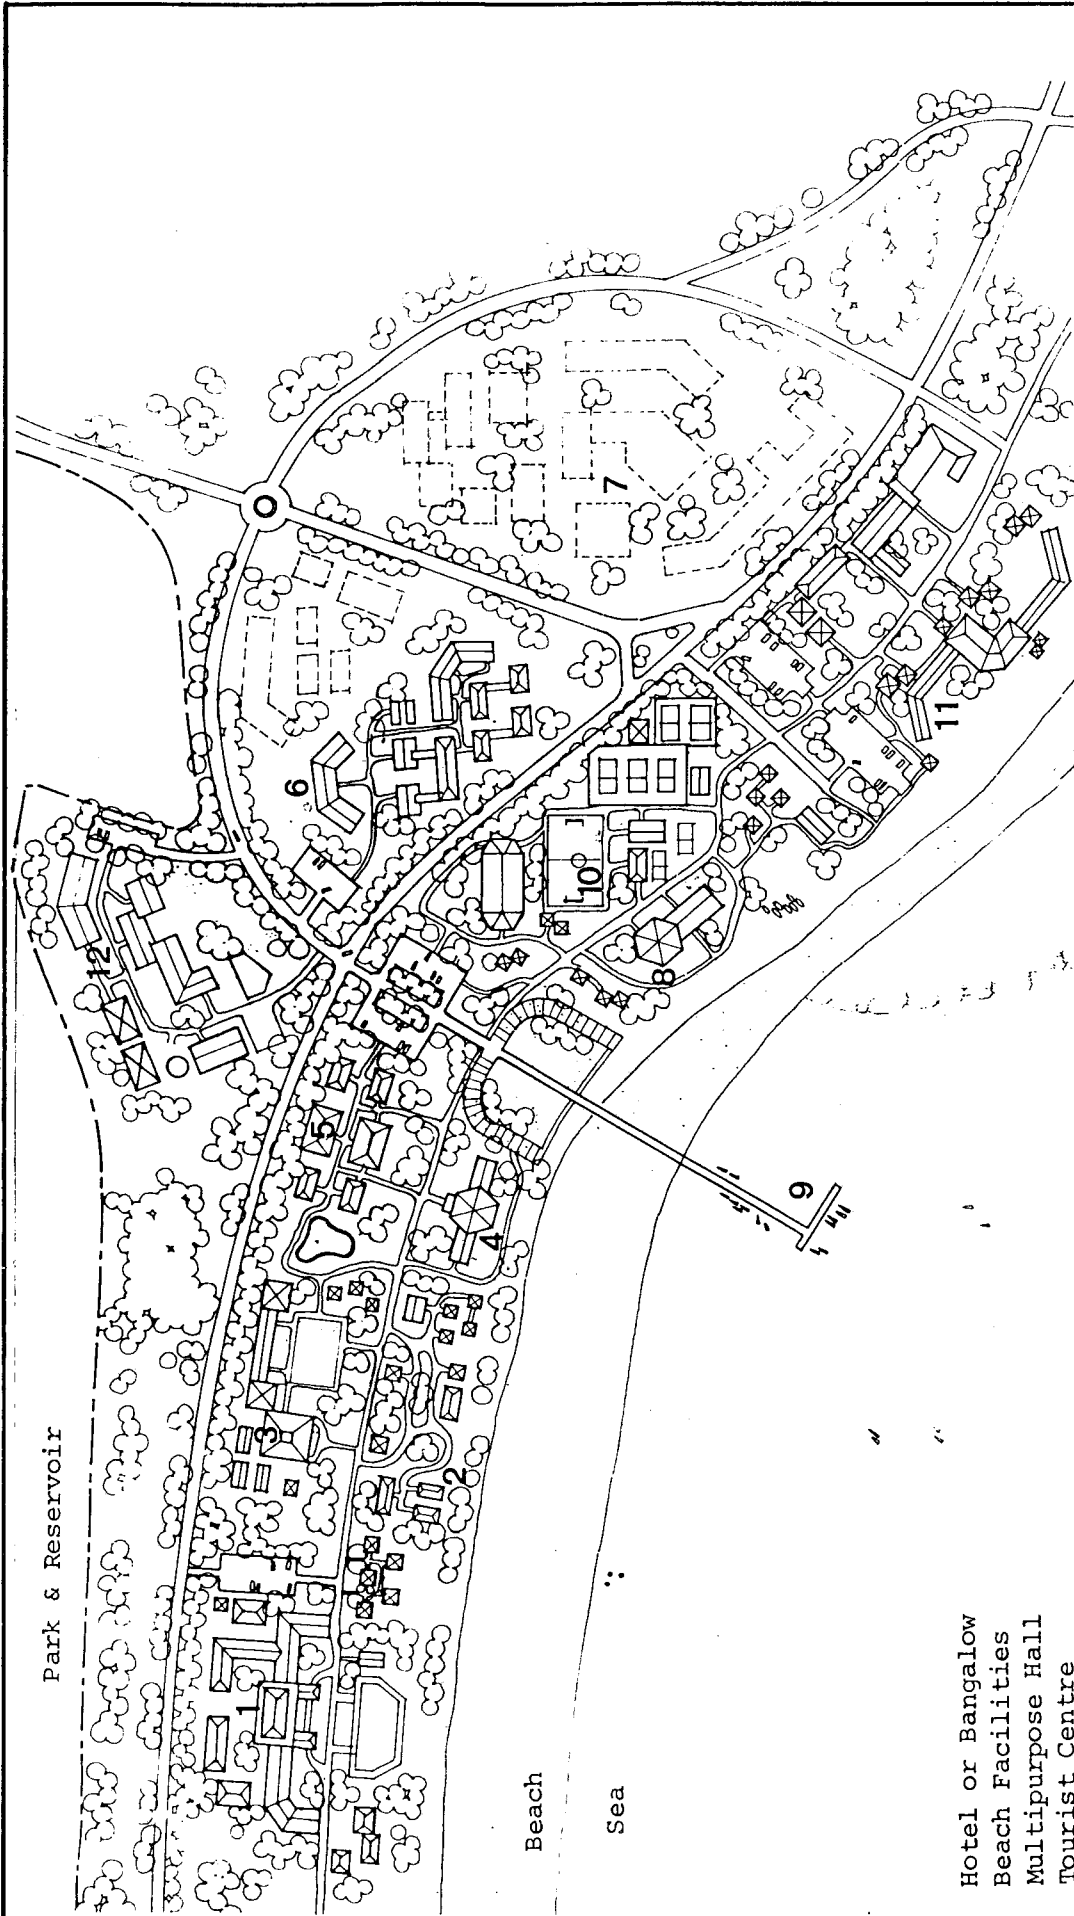 Park & Reservoir
12
6
7
5
10
3
1
8
4
2
9
11
Beach
Sea
Hotel or Bangalow
Beach Facilities
Multipurpose Hall
Tourist Centre